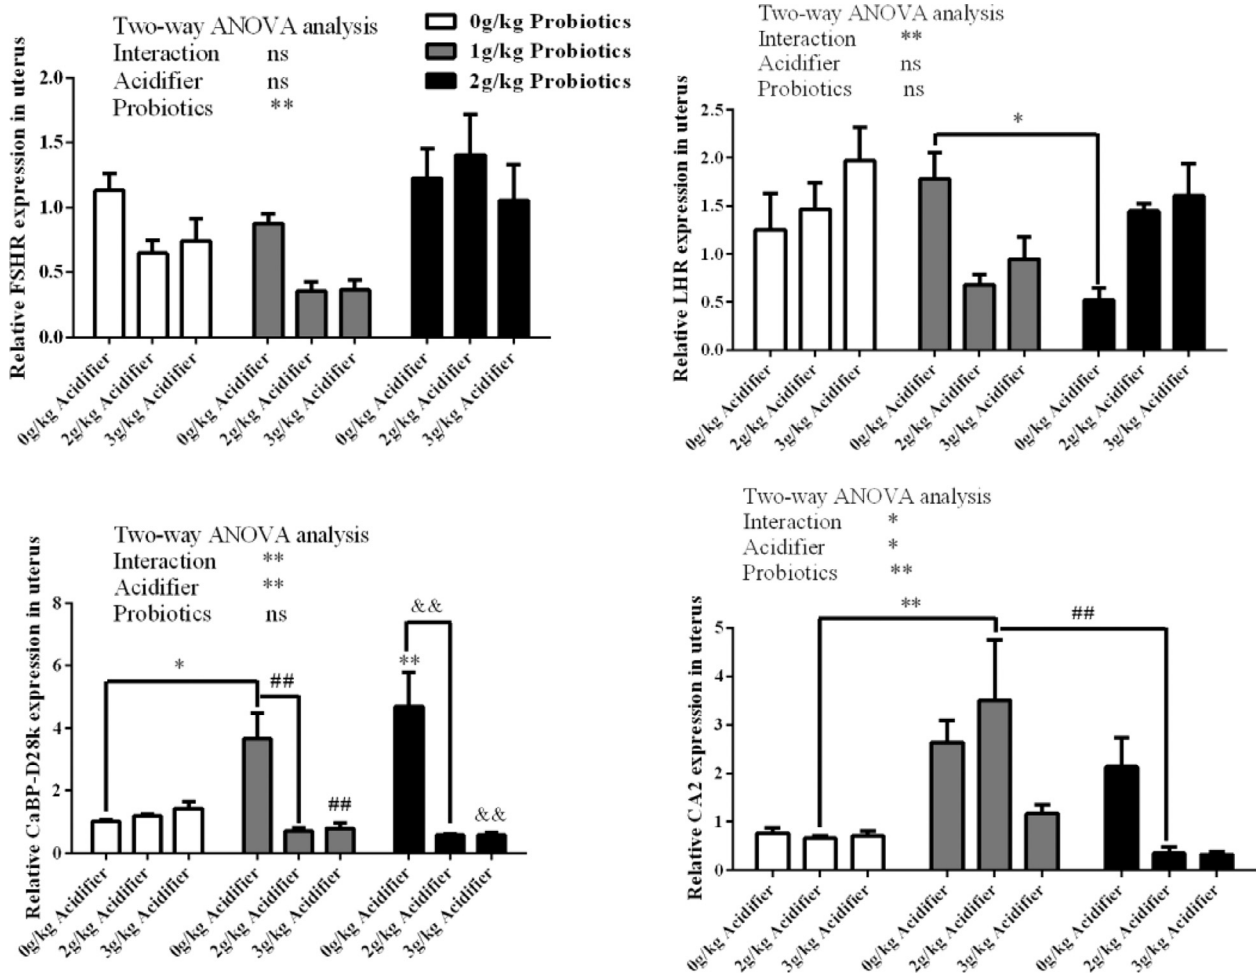 Two-way ANOVA analysis
Interaction ns
Acidifier ns
Probiotics **
0g/kg Probiotics
1g/kg Probiotics
2g/kg Probiotics
Relative FSHR expression in uterus
2.0
1.5
1.0
0.5
0.0
0g/kg Acidifier
2g/kg Acidifier
3g/kg Acidifier
0g/kg Acidifier
2g/kg Acidifier
3g/kg Acidifier
0g/kg Acidifier
2g/kg Acidifier
3g/kg Acidifier
Two-way ANOVA analysis
Interaction **
Acidifier ns
Probiotics ns
Relative LHR expression in uterus
2.5
2.0
1.5
1.0
0.5
0.0
*
0g/kg Acidifier
2g/kg Acidifier
3g/kg Acidifier
0g/kg Acidifier
2g/kg Acidifier
3g/kg Acidifier
0g/kg Acidifier
2g/kg Acidifier
3g/kg Acidifier
Two-way ANOVA analysis
Interaction **
Acidifier **
Probiotics ns
Relative CaBP-D28k expression in uterus
8
6
4
2
0
*
##
##
&&
**
&&
0g/kg Acidifier
2g/kg Acidifier
3g/kg Acidifier
0g/kg Acidifier
2g/kg Acidifier
3g/kg Acidifier
0g/kg Acidifier
2g/kg Acidifier
3g/kg Acidifier
Two-way ANOVA analysis
Interaction *
Acidifier *
Probiotics **
Relative CA2 expression in uterus
5
4
3
2
1
0
**
##
0g/kg Acidifier
2g/kg Acidifier
3g/kg Acidifier
0g/kg Acidifier
2g/kg Acidifier
3g/kg Acidifier
0g/kg Acidifier
2g/kg Acidifier
3g/kg Acidifier